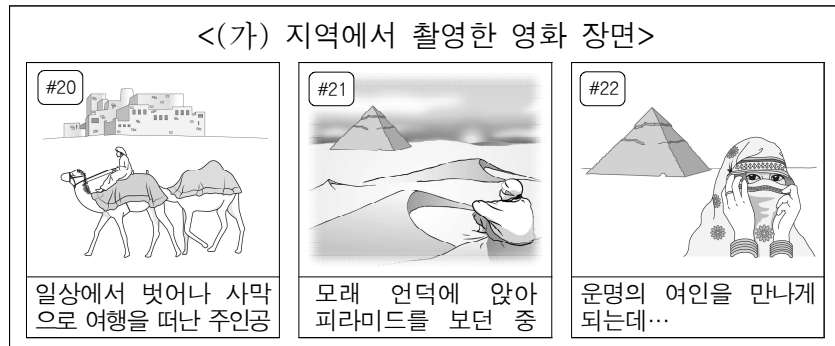 <(가) 지역에서 촬영한 영화 장면>
#20
#21
#22
일상에서 벗어나 사막
으로 여행을 떠난 주인공
모래 언덕에 앉아
피라미드를 보던 중
운명의 여인을 만나게
되는데…